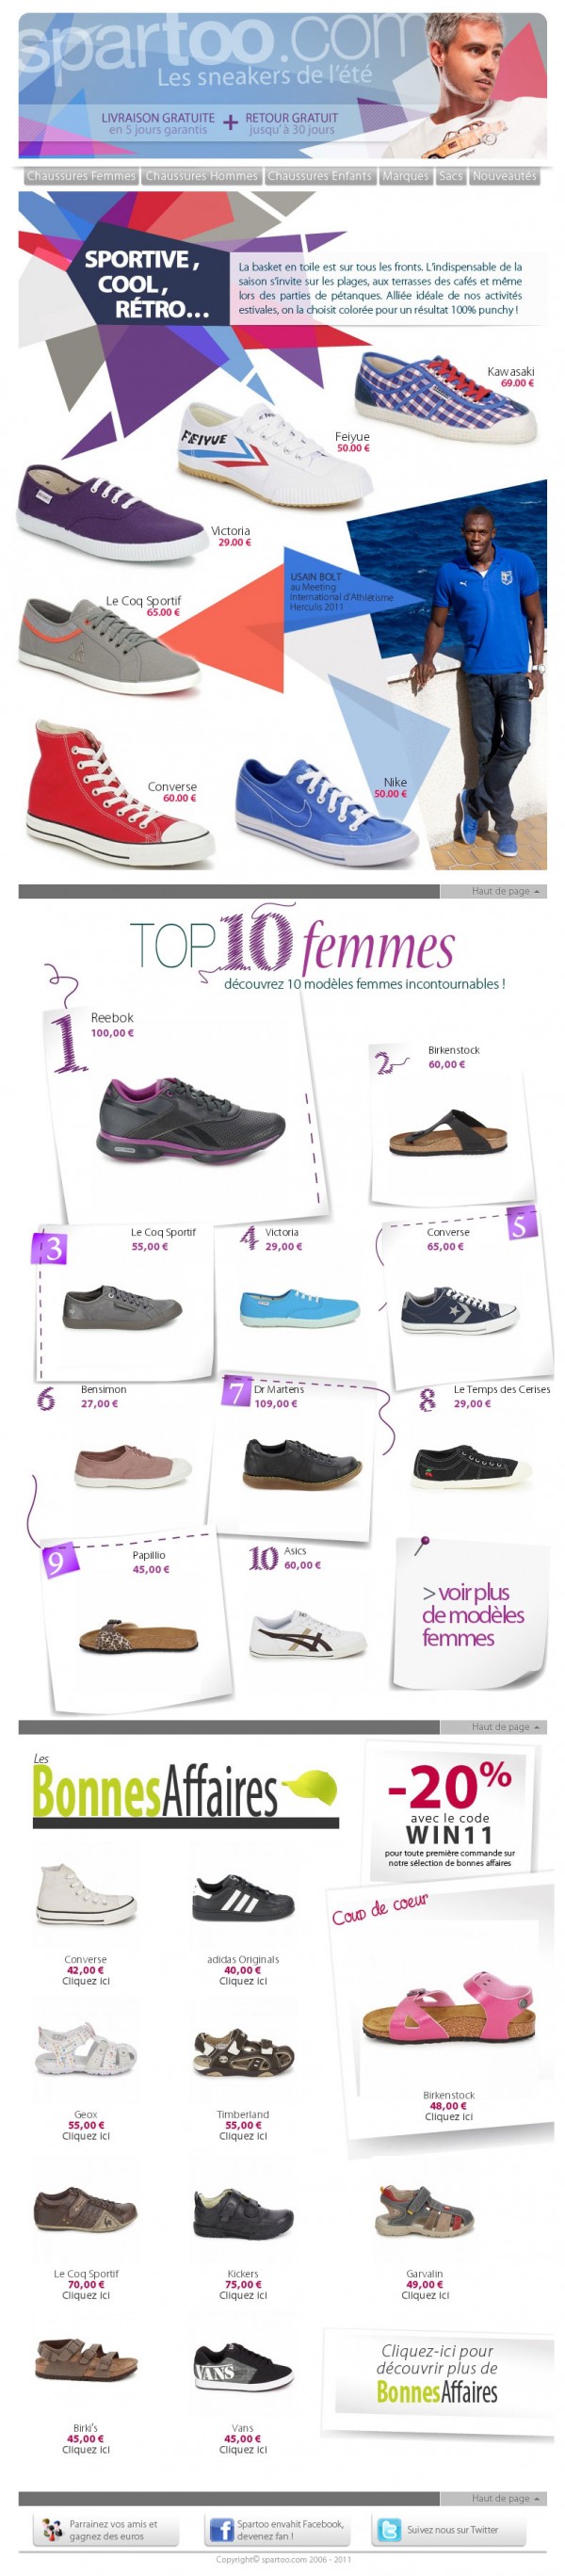 spartoo.com
Les sneakers de l'été
LIVRAISON GRATUITE + RETOUR GRATUIT
en 5 jours garantis jusqu'à 30 jours
Chaussures Femmes Chaussures Hommes Chaussures Enfants Marques Sacs Nouveautés
SPORTIVE,
COOL,
RÉTRO...
La basket en toile est sur tous les fronts. L'indispensable de la
saison s'invite sur les plages, aux terrasses des cafés et même
lors des parties de pétanques. Alliée idéale de nos activités
estivales, on la choisit colorée pour un résultat 100% punchy !
Kawasaki
69.00 €
FEIYUE
Feiyue
50.00 €
Victoria
29.00 €
USAIN BOLT
au Meeting
International d'Athlétisme
Herculis 2011
Le Coq Sportif
65.00 €
Converse
60.00 €
Nike
50.00 €
Haut de page
TOP 10 femmes
découvrez 10 modèles femmes incontournables !
1
Reebok
100,00 €
2
Birkenstock
60,00 €
3
Le Coq Sportif
55,00 €
4
Victoria
29,00 €
5
Converse
65,00 €
6
Bensimon
27,00 €
7
Dr Martens
109,00 €
8
Le Temps des Cerises
29,00 €
9
Papillio
45,00 €
10
Asics
60,00 €
> voir plus
de modèles
femmes
Haut de page
Les
Bonnes Affaires
-20%
avec le code
WIN11
pour toute première commande sur
notre sélection de bonnes affaires
Coup de coeur
Converse
42,00 €
Cliquez ici
adidas Originals
40,00 €
Cliquez ici
Birkenstock
48,00 €
Cliquez ici
Geox
55,00 €
Cliquez ici
Timberland
55,00 €
Cliquez ici
Le Coq Sportif
70,00 €
Cliquez ici
Kickers
75,00 €
Cliquez ici
Garvalin
49,00 €
Cliquez ici
VANS
Birki's
45,00 €
Cliquez ici
Vans
45,00 €
Cliquez ici
Cliquez-ici pour
découvrir plus de
Bonnes Affaires
Haut de page
Parrainez vos amis et
gagnez des euros
Spartoo envahit Facebook,
devenez fan !
Suivez nous sur Twitter
Copyright© spartoo.com 2006 - 2011